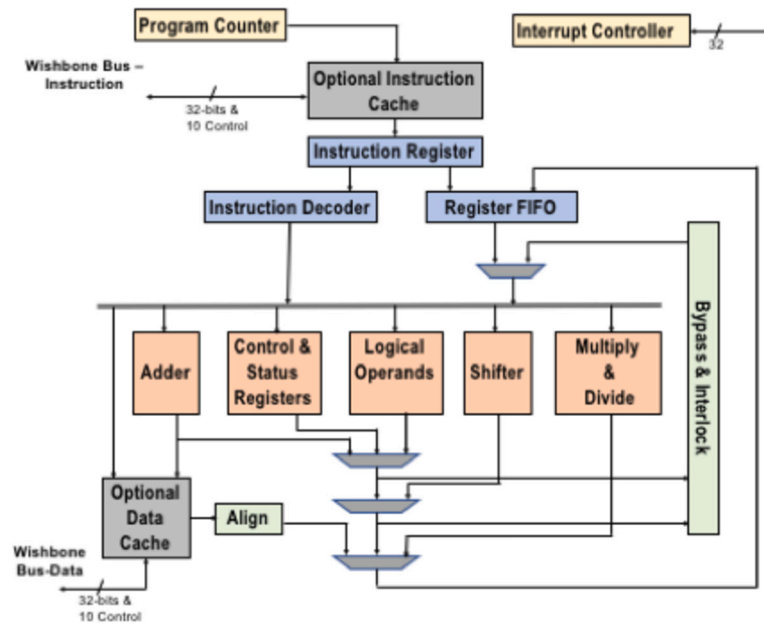 Program Counter
Interrupt Controller
32
Wishbone Bus –
Instruction
32-bits &
10 Control
Optional Instruction
Cache
Instruction Register
Instruction Decoder
Register FIFO
Bypass & Interlock
Adder
Control &
Status
Registers
Logical
Operands
Shifter
Multiply
&
Divide
Optional
Data
Cache
Align
Wishbone
Bus-Data
32-bits &
10 Control